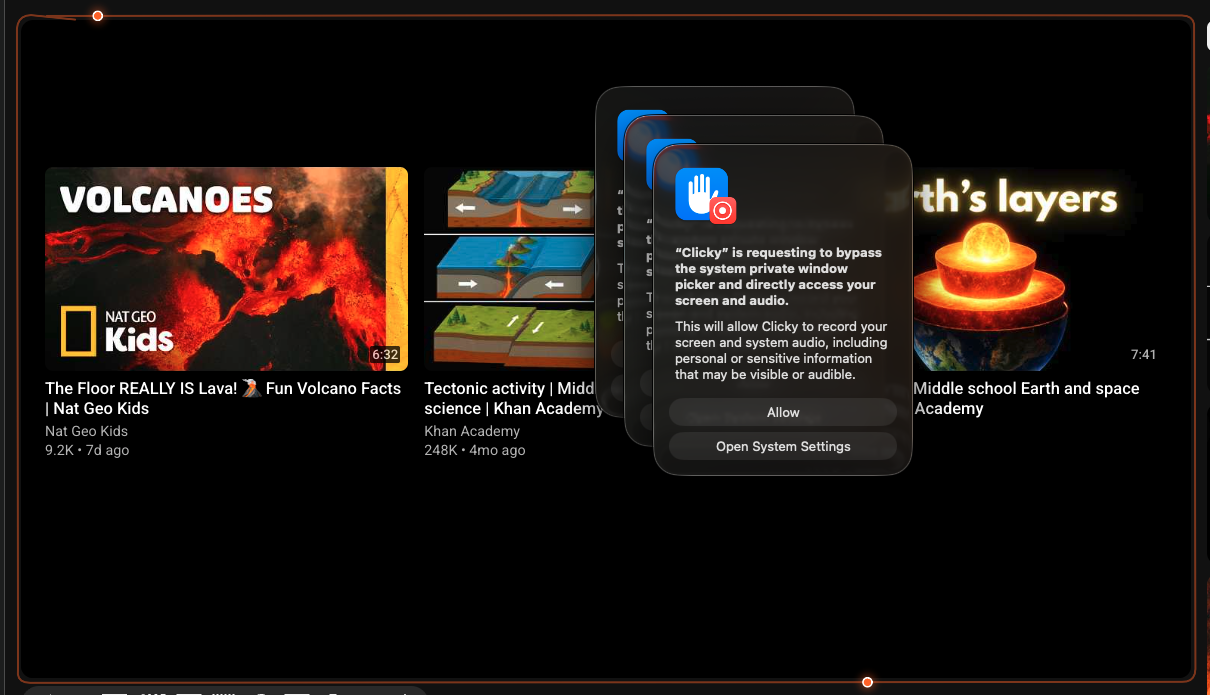 VOLCANOES
NAT GEO
Kids
6:32
The Floor REALLY IS Lava! 🌋 Fun Volcano Facts
| Nat Geo Kids
Nat Geo Kids
9.2K • 7d ago
Tectonic activity | Midd
science | Khan Academy
Khan Academy
248K • 4mo ago
“Clicky” is requesting to bypass
the system private window
picker and directly access your
screen and audio.
This will allow Clicky to record your
screen and system audio, including
personal or sensitive information
that may be visible or audible.
Allow
Open System Settings
th’s layers
7:41
Middle school Earth and space
Academy